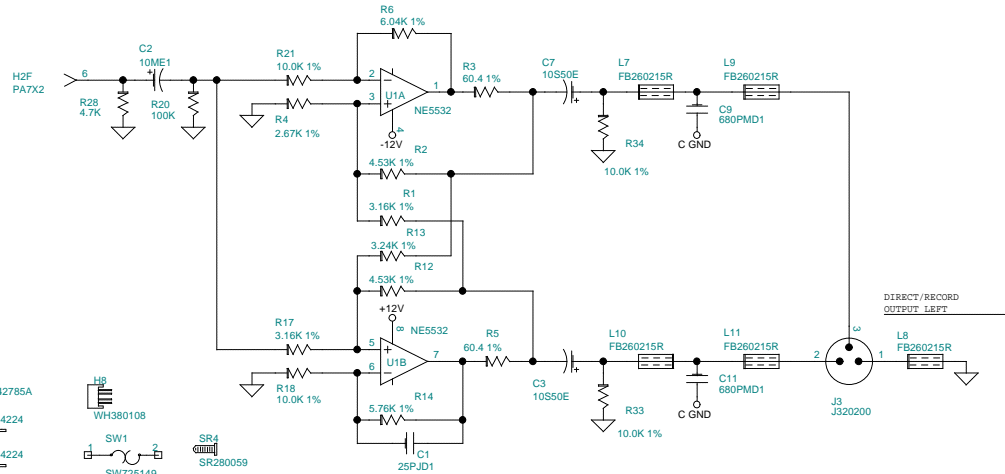 R6
6.04K 1%
C2
10ME1
+
H2F
PA7X2
6
R28
4.7K
R20
100K
R21
10.0K 1%
R4
2.67K 1%
2
3
−
+
U1A
1
NE5532
4
-12V
R3
60.4 1%
C7
10S50E
+
L7
FB260215R
L9
FB260215R
C9
680PMD1
C GND
R34
10.0K 1%
R2
4.53K 1%
R1
3.16K 1%
R13
3.24K 1%
R12
4.53K 1%
+12V
8
NE5532
R17
3.16K 1%
R18
10.0K 1%
5
6
+
−
U1B
7
R5
60.4 1%
R14
5.76K 1%
C1
25PJD1
C3
10S50E
+
L10
FB260215R
L11
FB260215R
C11
680PMD1
C GND
R33
10.0K 1%
DIRECT/RECORD
OUTPUT LEFT
3
2
1
J3
J320200
L8
FB260215R
42785A
4224
4224
H8
WH380108
SW1
1
2
SW725149
SR4
SR280059